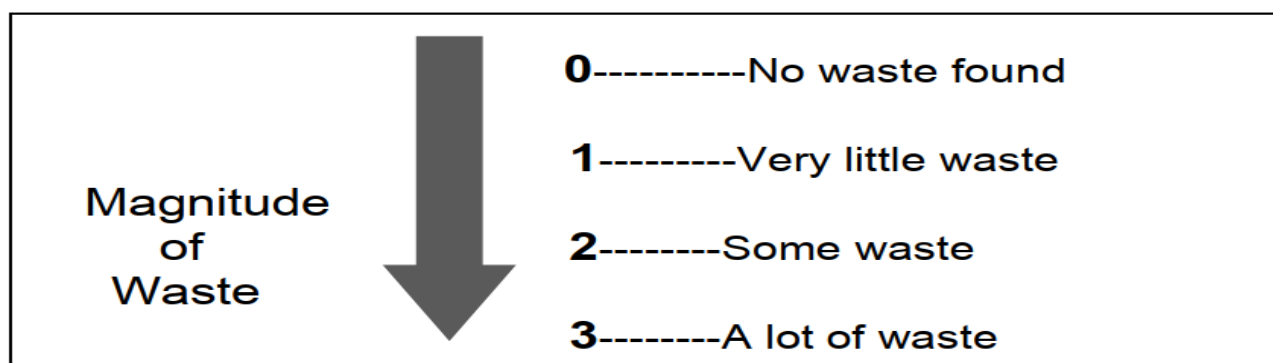 0----------No waste found
1---------Very little waste
Magnitude
of
Waste
2--------Some waste
3--------A lot of waste